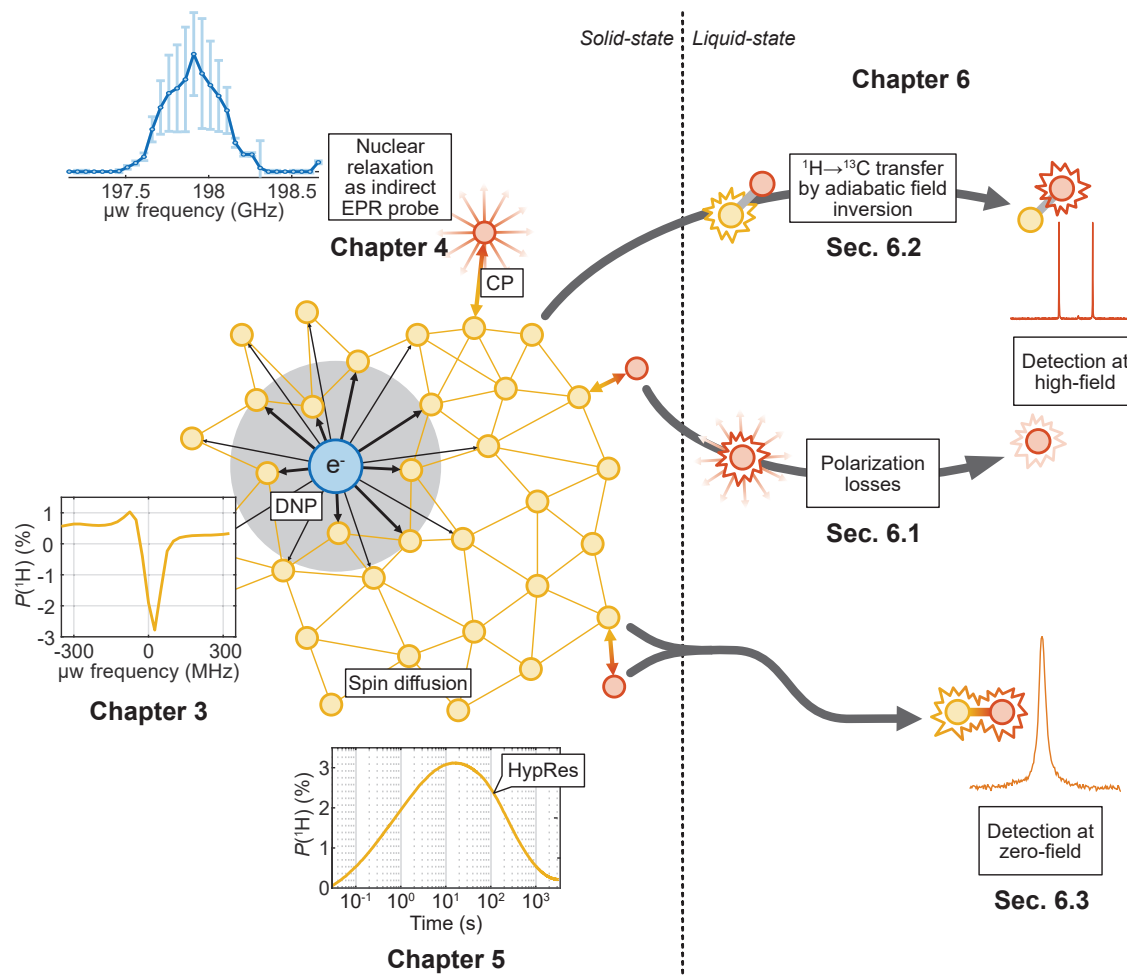 Solid-state
Liquid-state
Chapter 6
197.5
198
198.5
µw frequency (GHz)
Nuclear
relaxation
as indirect
EPR probe
Chapter 4
CP
¹H→¹³C transfer
by adiabatic field
inversion
Sec. 6.2
Detection at
high-field
e-
DNP
Polarization
losses
Sec. 6.1
1
0
-1
-2
-3
P(¹H) (%)
-300
0
300
µw frequency (MHz)
Chapter 3
Spin diffusion
3
2
1
0
P(¹H) (%)
HypRes
10⁻¹
10⁰
10¹
10²
10³
Time (s)
Chapter 5
Detection at
zero-field
Sec. 6.3